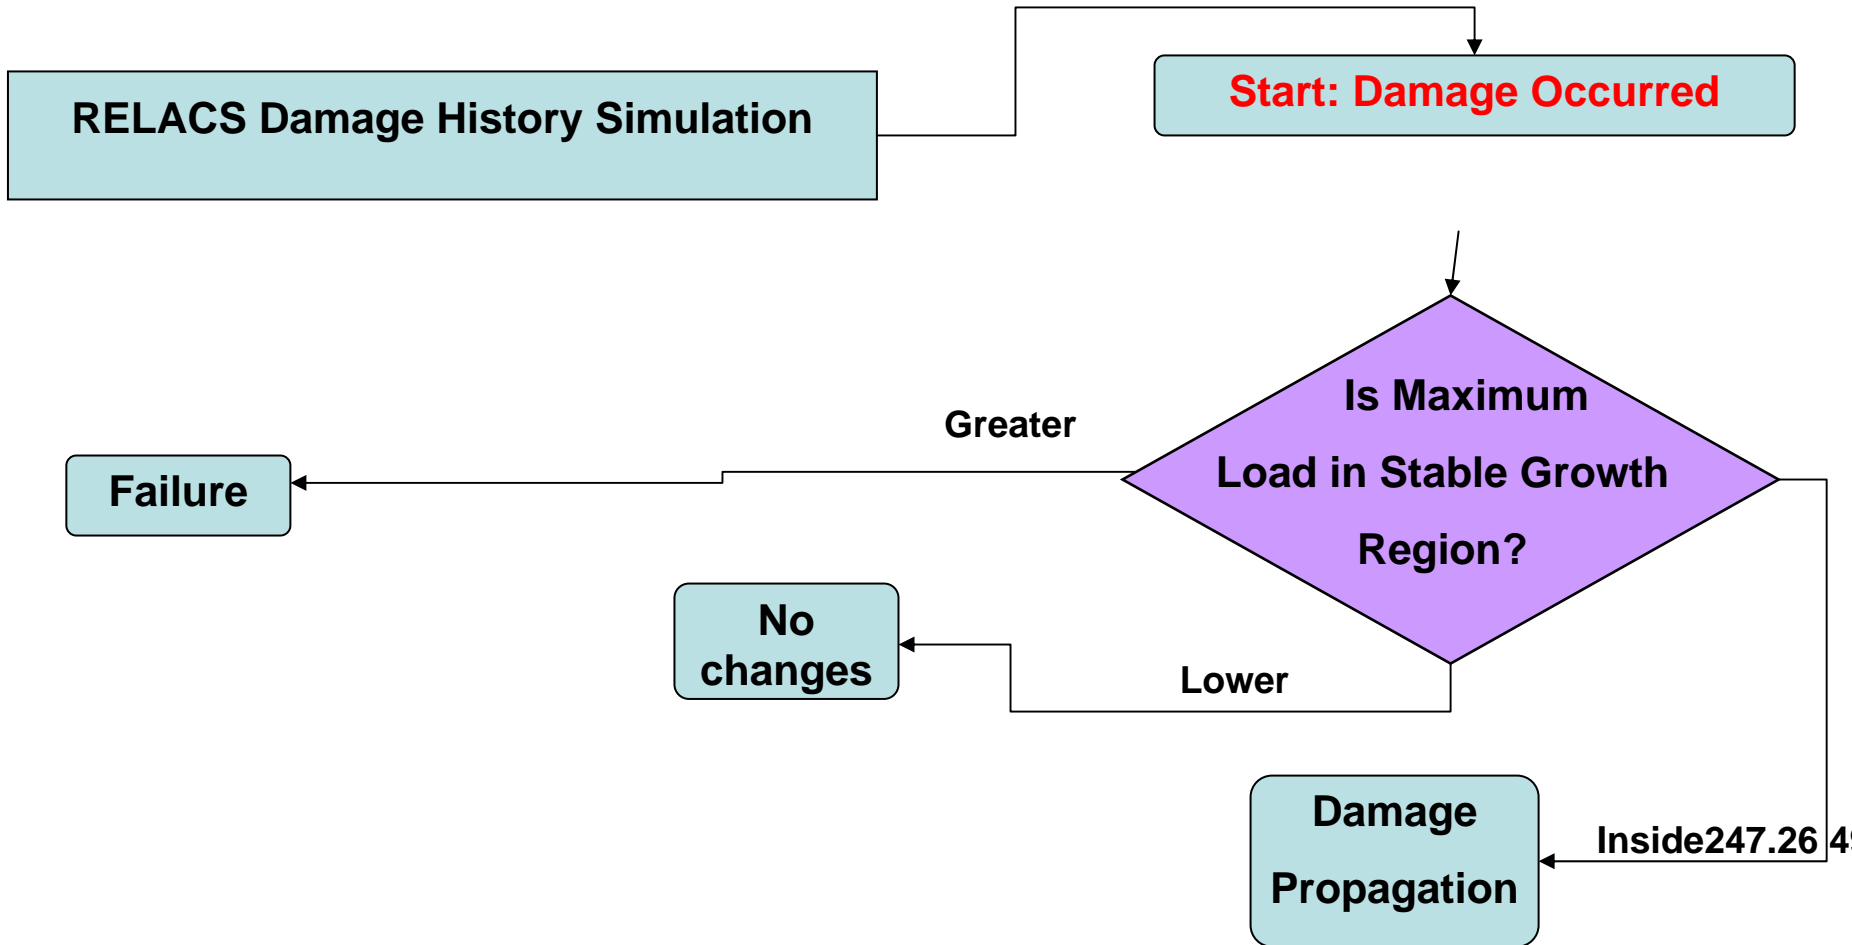 RELACS Damage History Simulation
Start: Damage Occurred
Is Maximum
Load in Stable Growth
Region?
Greater
Failure
No
changes
Lower
Damage
Propagation
Inside247.26